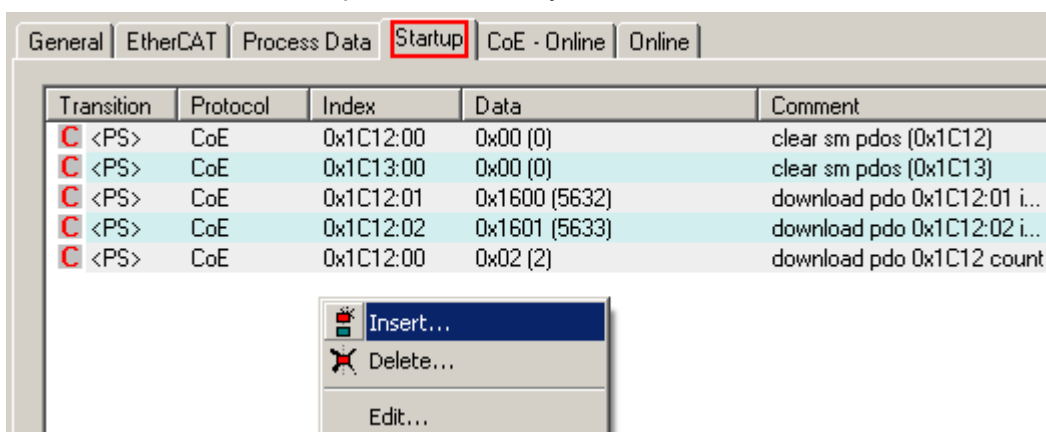 General EtherCAT Process Data Startup CoE - Online Online
Transition Protocol Index Data Comment
C <PS> CoE 0x1C12:00 0x00 (0) clear sm pdos (0x1C12)
C <PS> CoE 0x1C13:00 0x00 (0) clear sm pdos (0x1C13)
C <PS> CoE 0x1C12:01 0x1600 (5632) download pdo 0x1C12:01 i...
C <PS> CoE 0x1C12:02 0x1601 (5633) download pdo 0x1C12:02 i...
C <PS> CoE 0x1C12:00 0x02 (2) download pdo 0x1C12 count
Insert...
Delete...
Edit...